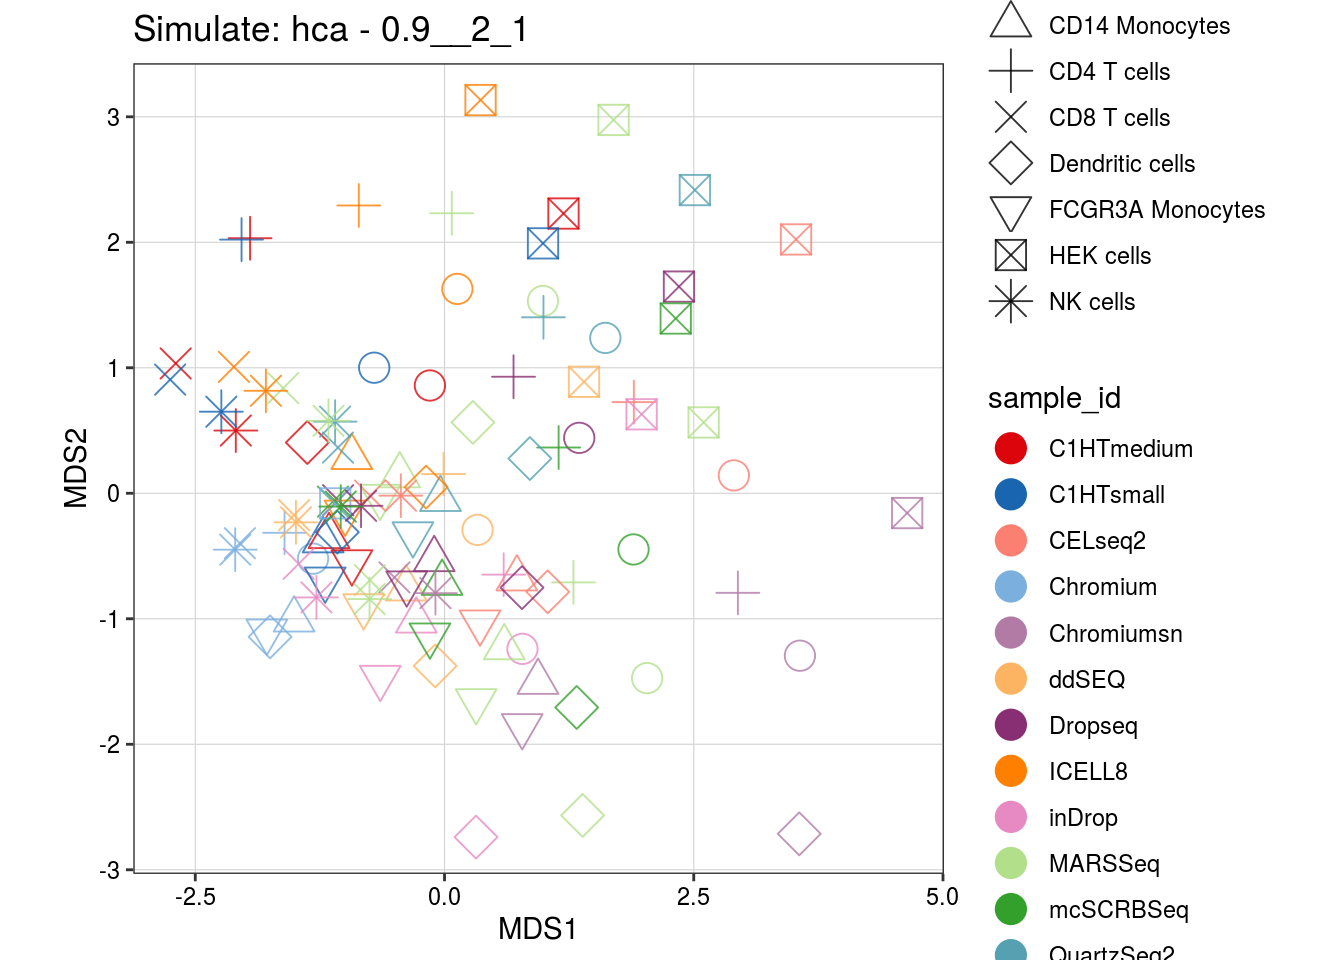 Simulate: hca - 0.9__2_1
3
2
1
0
-1
-2
-3
MDS2
-2.5
0.0
2.5
5.0
MDS1
CD14 Monocytes
CD4 T cells
CD8 T cells
Dendritic cells
FCGR3A Monocytes
HEK cells
NK cells
sample_id
C1HTmedium
C1HTsmall
CELseq2
Chromium
Chromiumsn
ddSEQ
Dropseq
ICELL8
inDrop
MARSSeq
mcSCRBSeq
QuartzSeq2